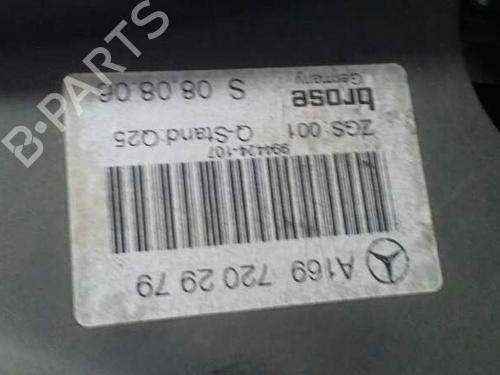 A169 720 29 79
994424-107
ZGS: 001 Q-Stand:Q25
brose
Germany
S 08.08.06
B-PARTS